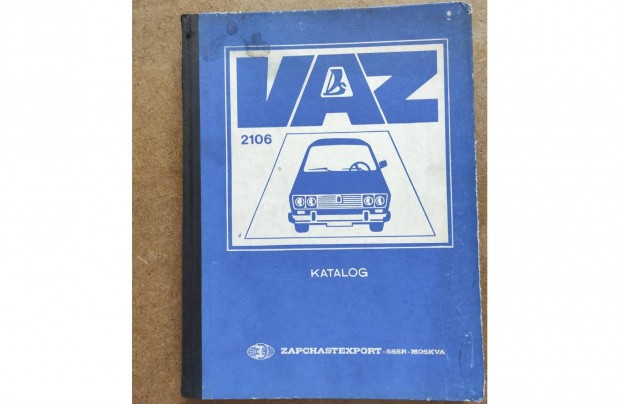 VAZ
2106
KATALOG
ZAPCHASTEXPORT - SSSR - MOSKVA